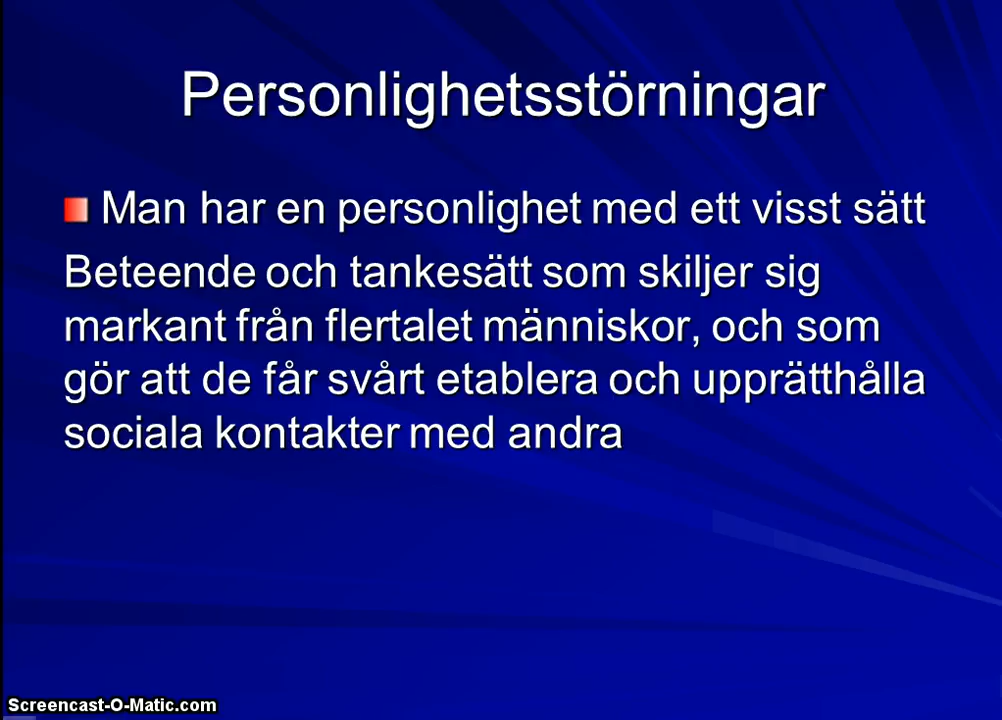 Personlighetsstörningar
Man har en personlighet med ett visst sätt
Beteende och tankesätt som skiljer sig
markant från flertalet människor, och som
gör att de får svårt etablera och upprätthålla
sociala kontakter med andra
Screencast-O-Matic.com